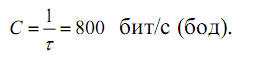 C = 1/τ = 800 бит/с (бод).